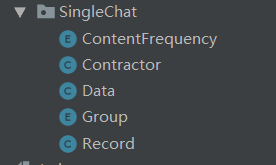 SingleChat
E ContentFrequency
C Contractor
C Data
E Group
C Record